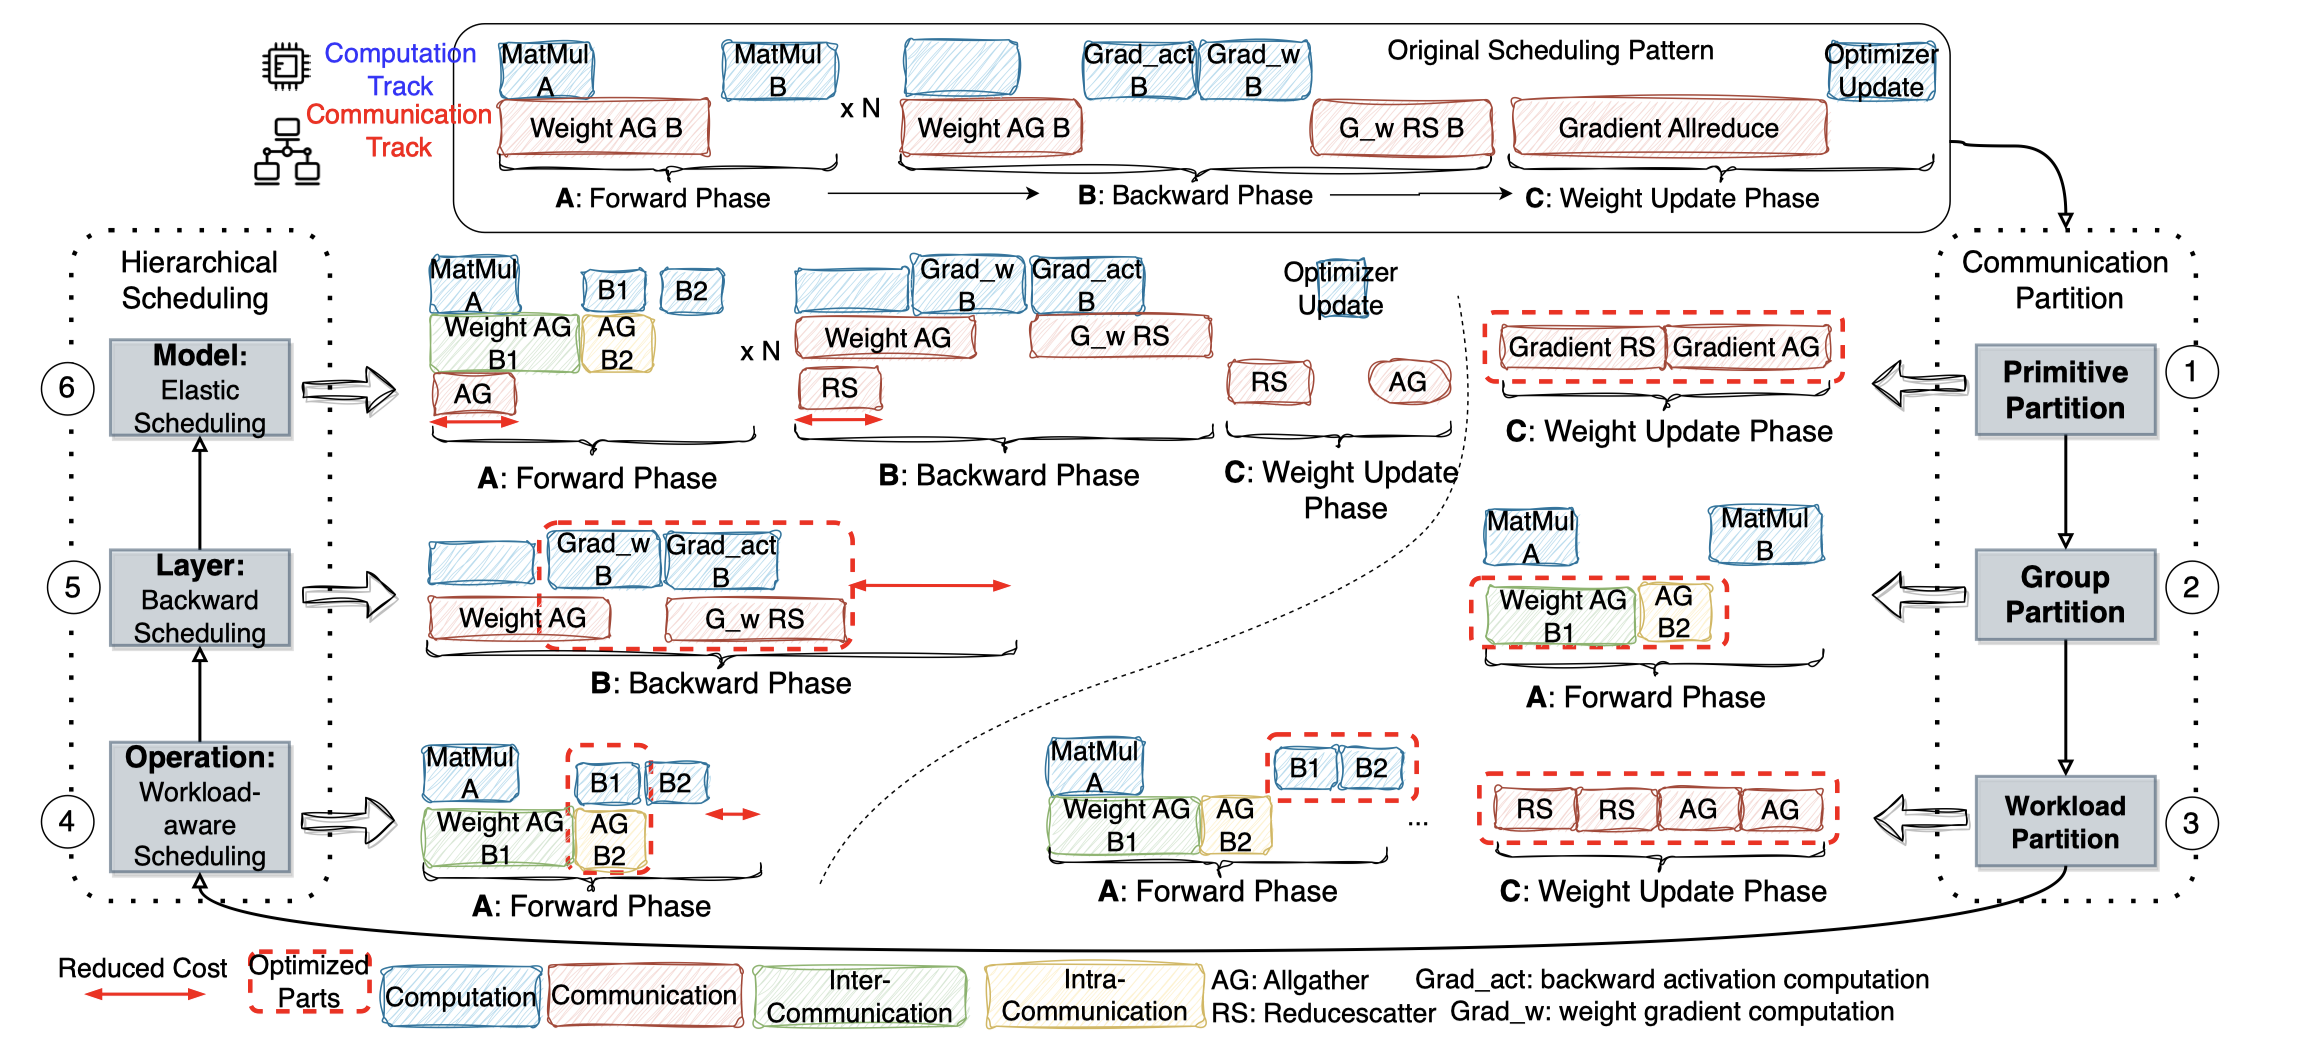 Computation
Track
Communication
Track
MatMul
A
MatMul
B
Weight AG B
x N
Grad_act
B
Grad_w
B
Weight AG B
G_w RS B
Original Scheduling Pattern
Optimizer
Update
Gradient Allreduce
A: Forward Phase
B: Backward Phase
C: Weight Update Phase
Hierarchical
Scheduling
6
Model:
Elastic
Scheduling
5
Layer:
Backward
Scheduling
4
Operation:
Workload-
aware
Scheduling
MatMul
A
B1
B2
Weight AG
B1
AG
B2
AG
x N
A: Forward Phase
Grad_w
B
Grad_act
B
Weight AG
G_w RS
RS
B: Backward Phase
Optimizer
Update
RS
AG
C: Weight Update
Phase
Gradient RS
Gradient AG
C: Weight Update Phase
Communication
Partition
Primitive
Partition
1
Group
Partition
2
Workload
Partition
3
Grad_w
B
Grad_act
B
Weight AG
G_w RS
B: Backward Phase
MatMul
A
MatMul
B
Weight AG
B1
AG
B2
A: Forward Phase
MatMul
A
B1
B2
Weight AG
B1
AG
B2
A: Forward Phase
MatMul
A
B1
B2
Weight AG
B1
AG
B2
...
A: Forward Phase
RS
RS
AG
AG
C: Weight Update Phase
Reduced Cost
Optimized
Parts
Computation
Communication
Inter-
Communication
Intra-
Communication
AG: Allgather
RS: Reducescatter
Grad_act: backward activation computation
Grad_w: weight gradient computation